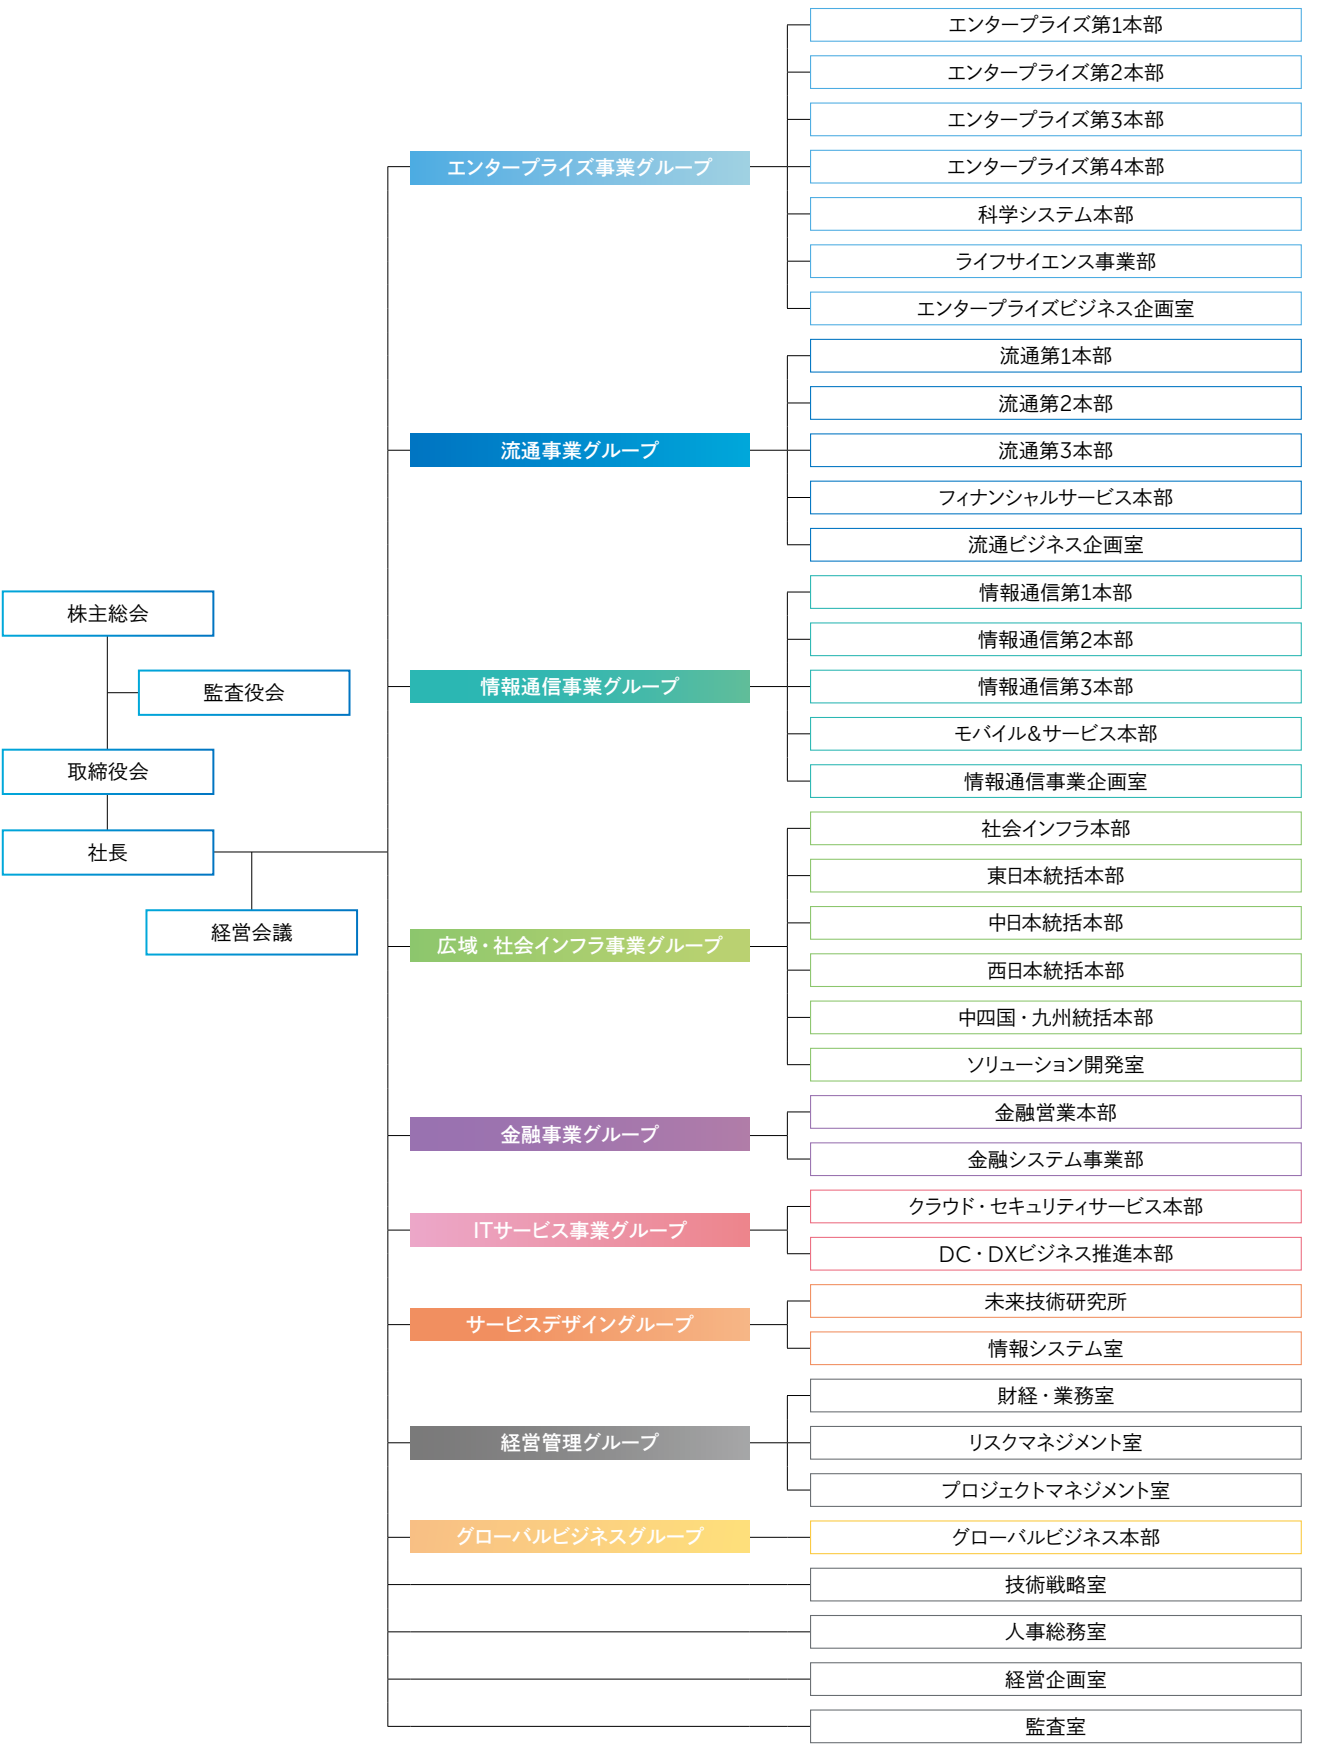 株主総会
監査役会
取締役会
社長
経営会議
エンタープライズ事業グループ
エンタープライズ第1本部
エンタープライズ第2本部
エンタープライズ第3本部
エンタープライズ第4本部
科学システム本部
ライフサイエンス事業部
エンタープライズビジネス企画室
流通事業グループ
流通第1本部
流通第2本部
流通第3本部
フィナンシャルサービス本部
流通ビジネス企画室
情報通信事業グループ
情報通信第1本部
情報通信第2本部
情報通信第3本部
モバイル&サービス本部
情報通信事業企画室
広域・社会インフラ事業グループ
社会インフラ本部
東日本統括本部
中日本統括本部
西日本統括本部
中四国・九州統括本部
ソリューション開発室
金融事業グループ
金融営業本部
金融システム事業部
ITサービス事業グループ
クラウド・セキュリティサービス本部
DC・DXビジネス推進本部
サービスデザイングループ
未来技術研究所
情報システム室
経営管理グループ
財経・業務室
リスクマネジメント室
プロジェクトマネジメント室
グローバルビジネスグループ
グローバルビジネス本部
技術戦略室
人事総務室
経営企画室
監査室